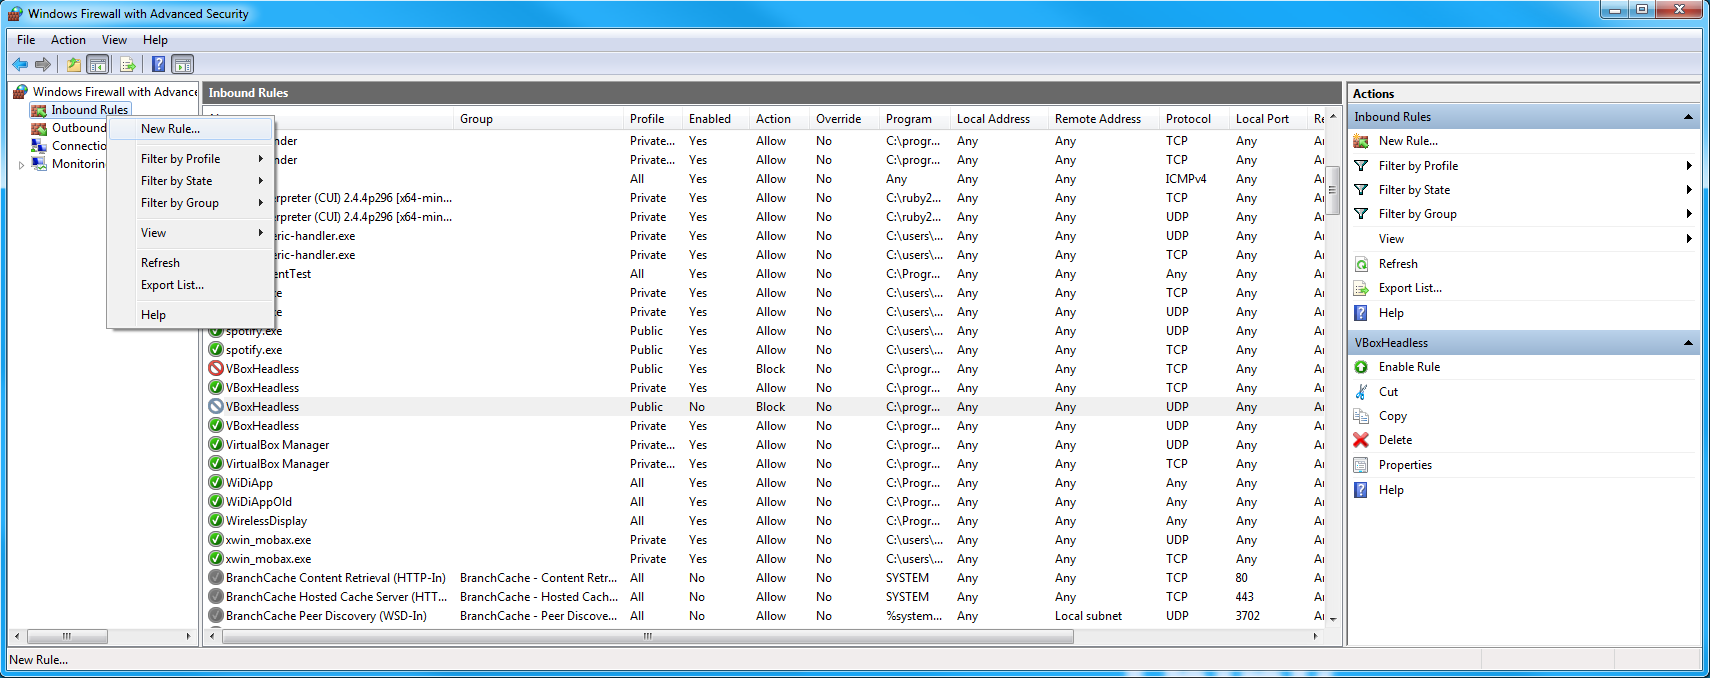 Windows Firewall with Advanced Security
File Action View Help
Windows Firewall with Advance
Inbound Rules
Outbound
Connectio
Monitorin
New Rule...
Filter by Profile
Filter by State
Filter by Group
View
Refresh
Export List...
Help
Inbound Rules
Group Profile Enabled Action Override Program Local Address Remote Address Protocol Local Port Re
nder Private... Yes Allow No C:\progr... Any Any TCP Any
nder Private... Yes Allow No C:\progr... Any Any TCP Any
All Yes Allow No Any Any Any ICMPv4 Any
erpreter (CUI) 2.4.4p296 [x64-min... Private Yes Allow No C:\ruby2... Any Any TCP Any
erpreter (CUI) 2.4.4p296 [x64-min... Private Yes Allow No C:\ruby2... Any Any UDP Any
eric-handler.exe Private Yes Allow No C:\users\... Any Any UDP Any
eric-handler.exe Private Yes Allow No C:\users\... Any Any TCP Any
entTest All Yes Allow No C:\Progr... Any Any Any Any
e Private Yes Allow No C:\users\... Any Any TCP Any
e Private Yes Allow No C:\users\... Any Any UDP Any
spotify.exe Public Yes Allow No C:\users\... Any Any UDP Any
spotify.exe Public Yes Allow No C:\users\... Any Any TCP Any
VBoxHeadless Public Yes Block No C:\progr... Any Any TCP Any
VBoxHeadless Private Yes Allow No C:\progr... Any Any TCP Any
VBoxHeadless Public No Block No C:\progr... Any Any UDP Any
VBoxHeadless Private Yes Allow No C:\progr... Any Any UDP Any
VirtualBox Manager Private... Yes Allow No C:\progr... Any Any UDP Any
VirtualBox Manager Private... Yes Allow No C:\progr... Any Any TCP Any
WiDiApp All Yes Allow No C:\Progr... Any Any Any Any
WiDiAppOld All Yes Allow No C:\Progr... Any Any Any Any
WirelessDisplay All Yes Allow No C:\Progr... Any Any Any Any
xwin_mobax.exe Private Yes Allow No C:\users\... Any Any UDP Any
xwin_mobax.exe Private Yes Allow No C:\users\... Any Any TCP Any
BranchCache Content Retrieval (HTTP-In) BranchCache - Content Retr... All No Allow No SYSTEM Any Any TCP 80
BranchCache Hosted Cache Server (HTT... BranchCache - Hosted Cach... All No Allow No SYSTEM Any Any TCP 443
BranchCache Peer Discovery (WSD-In) BranchCache - Peer Discove... All No Allow No %system... Any Local subnet UDP 3702
Actions
Inbound Rules
New Rule...
Filter by Profile
Filter by State
Filter by Group
View
Refresh
Export List...
Help
VBoxHeadless
Enable Rule
Cut
Copy
Delete
Properties
Help
New Rule...